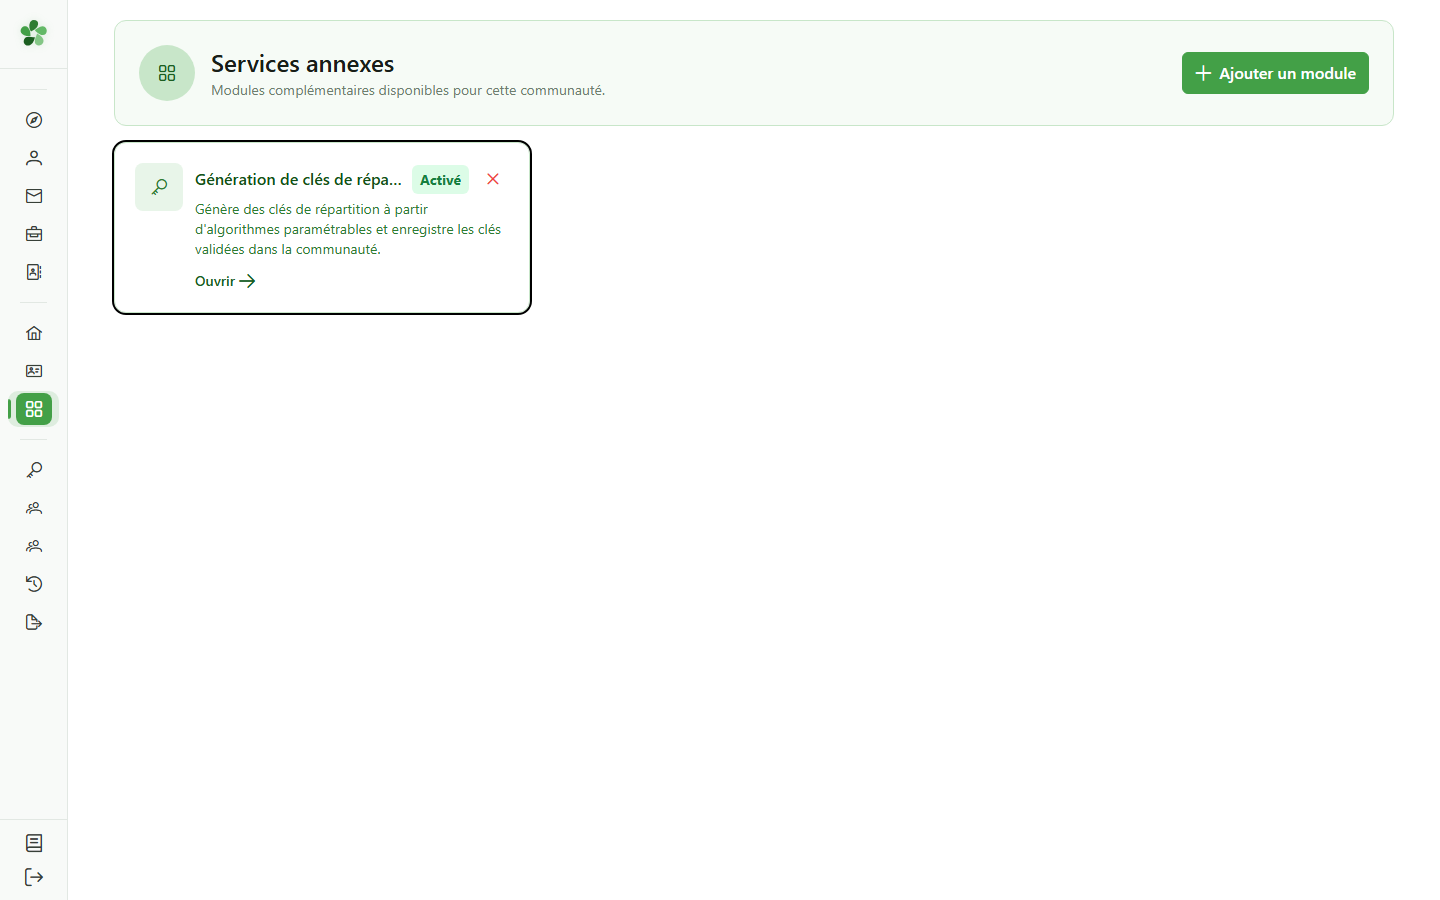 Services annexes
Modules complémentaires disponibles pour cette communauté.
Ajouter un module
Génération de clés de répa...
Activé
Génère des clés de répartition à partir
d'algorithmes paramétrables et enregistre les clés
validées dans la communauté.
Ouvrir